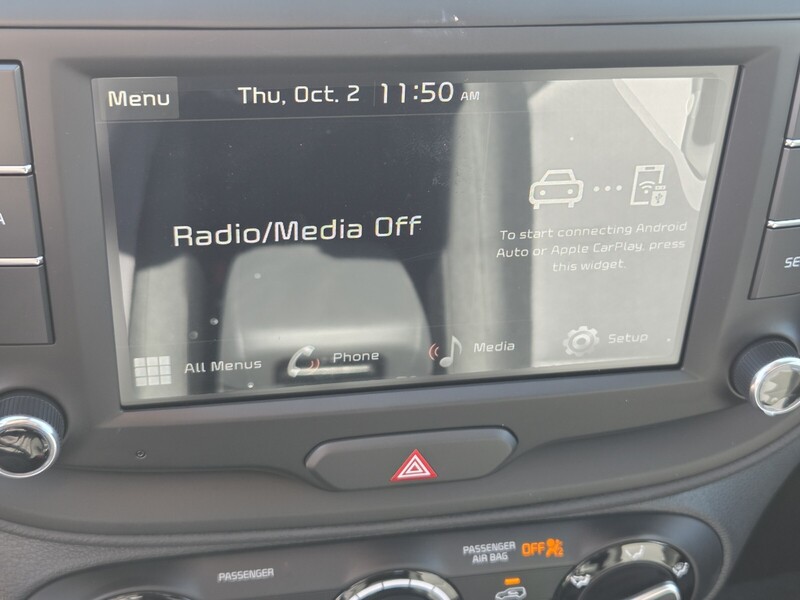 Menu
Thu, Oct. 2 11:50 AM
Radio/Media Off
To start connecting Android
Auto or Apple CarPlay, press
this widget.
All Menus
Phone
Media
Setup
A
SE
PASSENGER
AIR BAG
OFF
PASSENGER